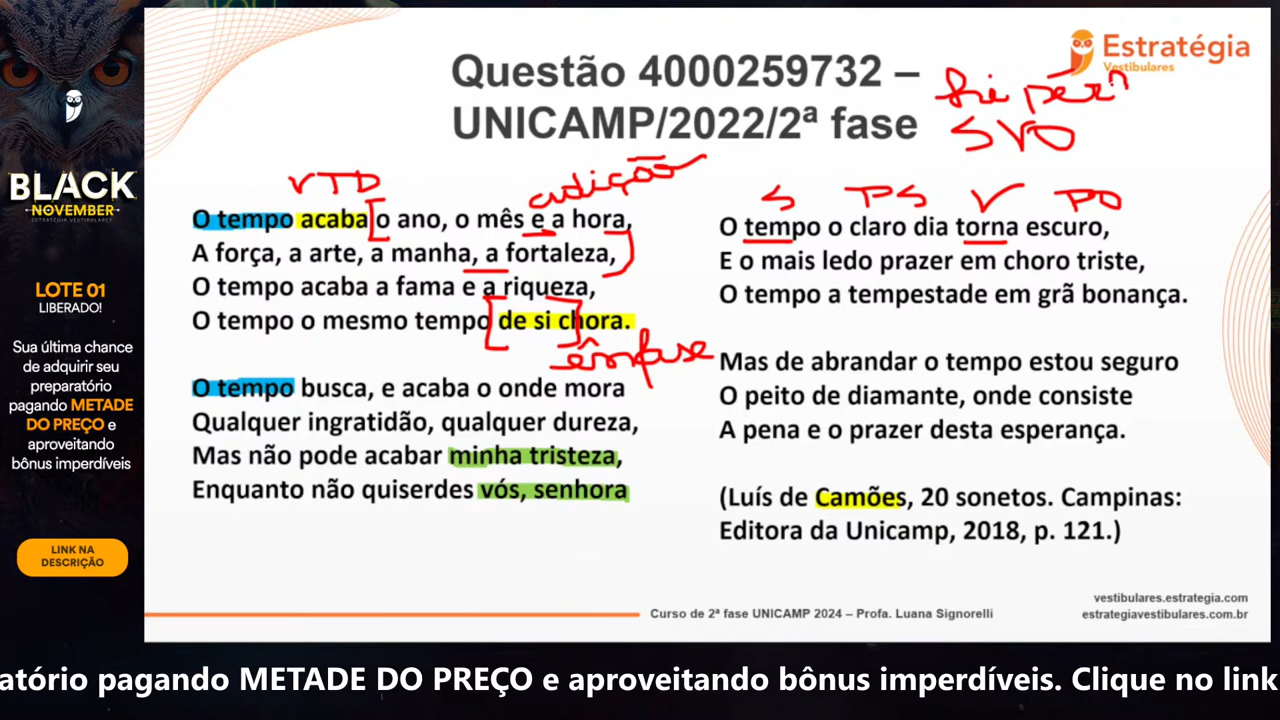 BLACK
NOVEMBER
ESTRATÉGIA VESTIBULARES
LOTE 01
LIBERADO!
Sua última chance
de adquirir seu
preparatório
pagando METADE
DO PREÇO e
aproveitando
bônus imperdíveis
LINK NA
DESCRIÇÃO
Estratégia
Vestibulares
Questão 4000259732 –
UNICAMP/2022/2ª fase
SVO
VTD
adição
O tempo acaba o ano, o mês e a hora,
A força, a arte, a manha, a fortaleza,
O tempo acaba a fama e a riqueza,
O tempo o mesmo tempo de si chora.
ênfase
O tempo busca, e acaba o onde mora
Qualquer ingratidão, qualquer dureza,
Mas não pode acabar minha tristeza,
Enquanto não quiserdes vós, senhora
S PS V PO
O tempo o claro dia torna escuro,
E o mais ledo prazer em choro triste,
O tempo a tempestade em grã bonança.
Mas de abrandar o tempo estou seguro
O peito de diamante, onde consiste
A pena e o prazer desta esperança.
(Luís de Camões, 20 sonetos. Campinas:
Editora da Unicamp, 2018, p. 121.)
vestibulares.estrategia.com
Curso de 2ª fase UNICAMP 2024 – Profa. Luana Signorelli
estrategiavestibulares.com.br
atório pagando METADE DO PREÇO e aproveitando bônus imperdíveis. Clique no link